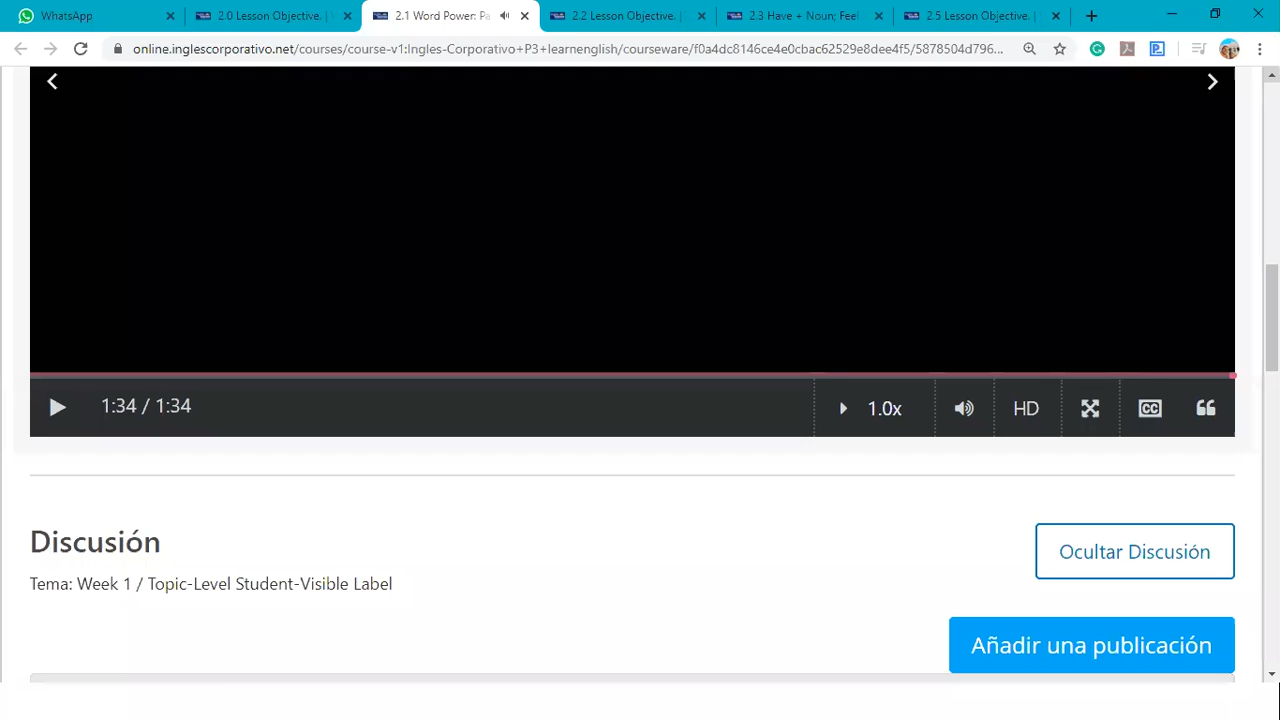 WhatsApp
2.0 Lesson Objective. |
2.1 Word Power: Pa
2.2 Lesson Objective. |
2.3 Have + Noun; Feel
2.5 Lesson Objective. |
online.inglescorporativo.net/courses/course-v1:Ingles-Corporativo+P3+learnenglish/courseware/f0a4dc8146ce4e0cbac62529e8dee4f5/5878504d796...
1:34 / 1:34
1.0x
HD
CC
Discusión
Ocultar Discusión
Tema: Week 1 / Topic-Level Student-Visible Label
Añadir una publicación